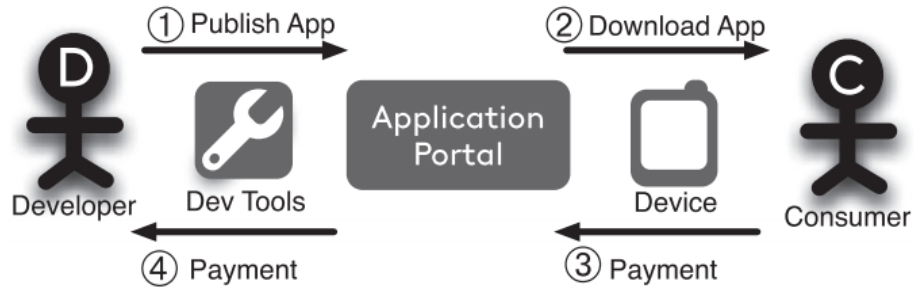 ① Publish App
② Download App
D
C
Application
Portal
Developer
Dev Tools
Device
Consumer
④ Payment
③ Payment